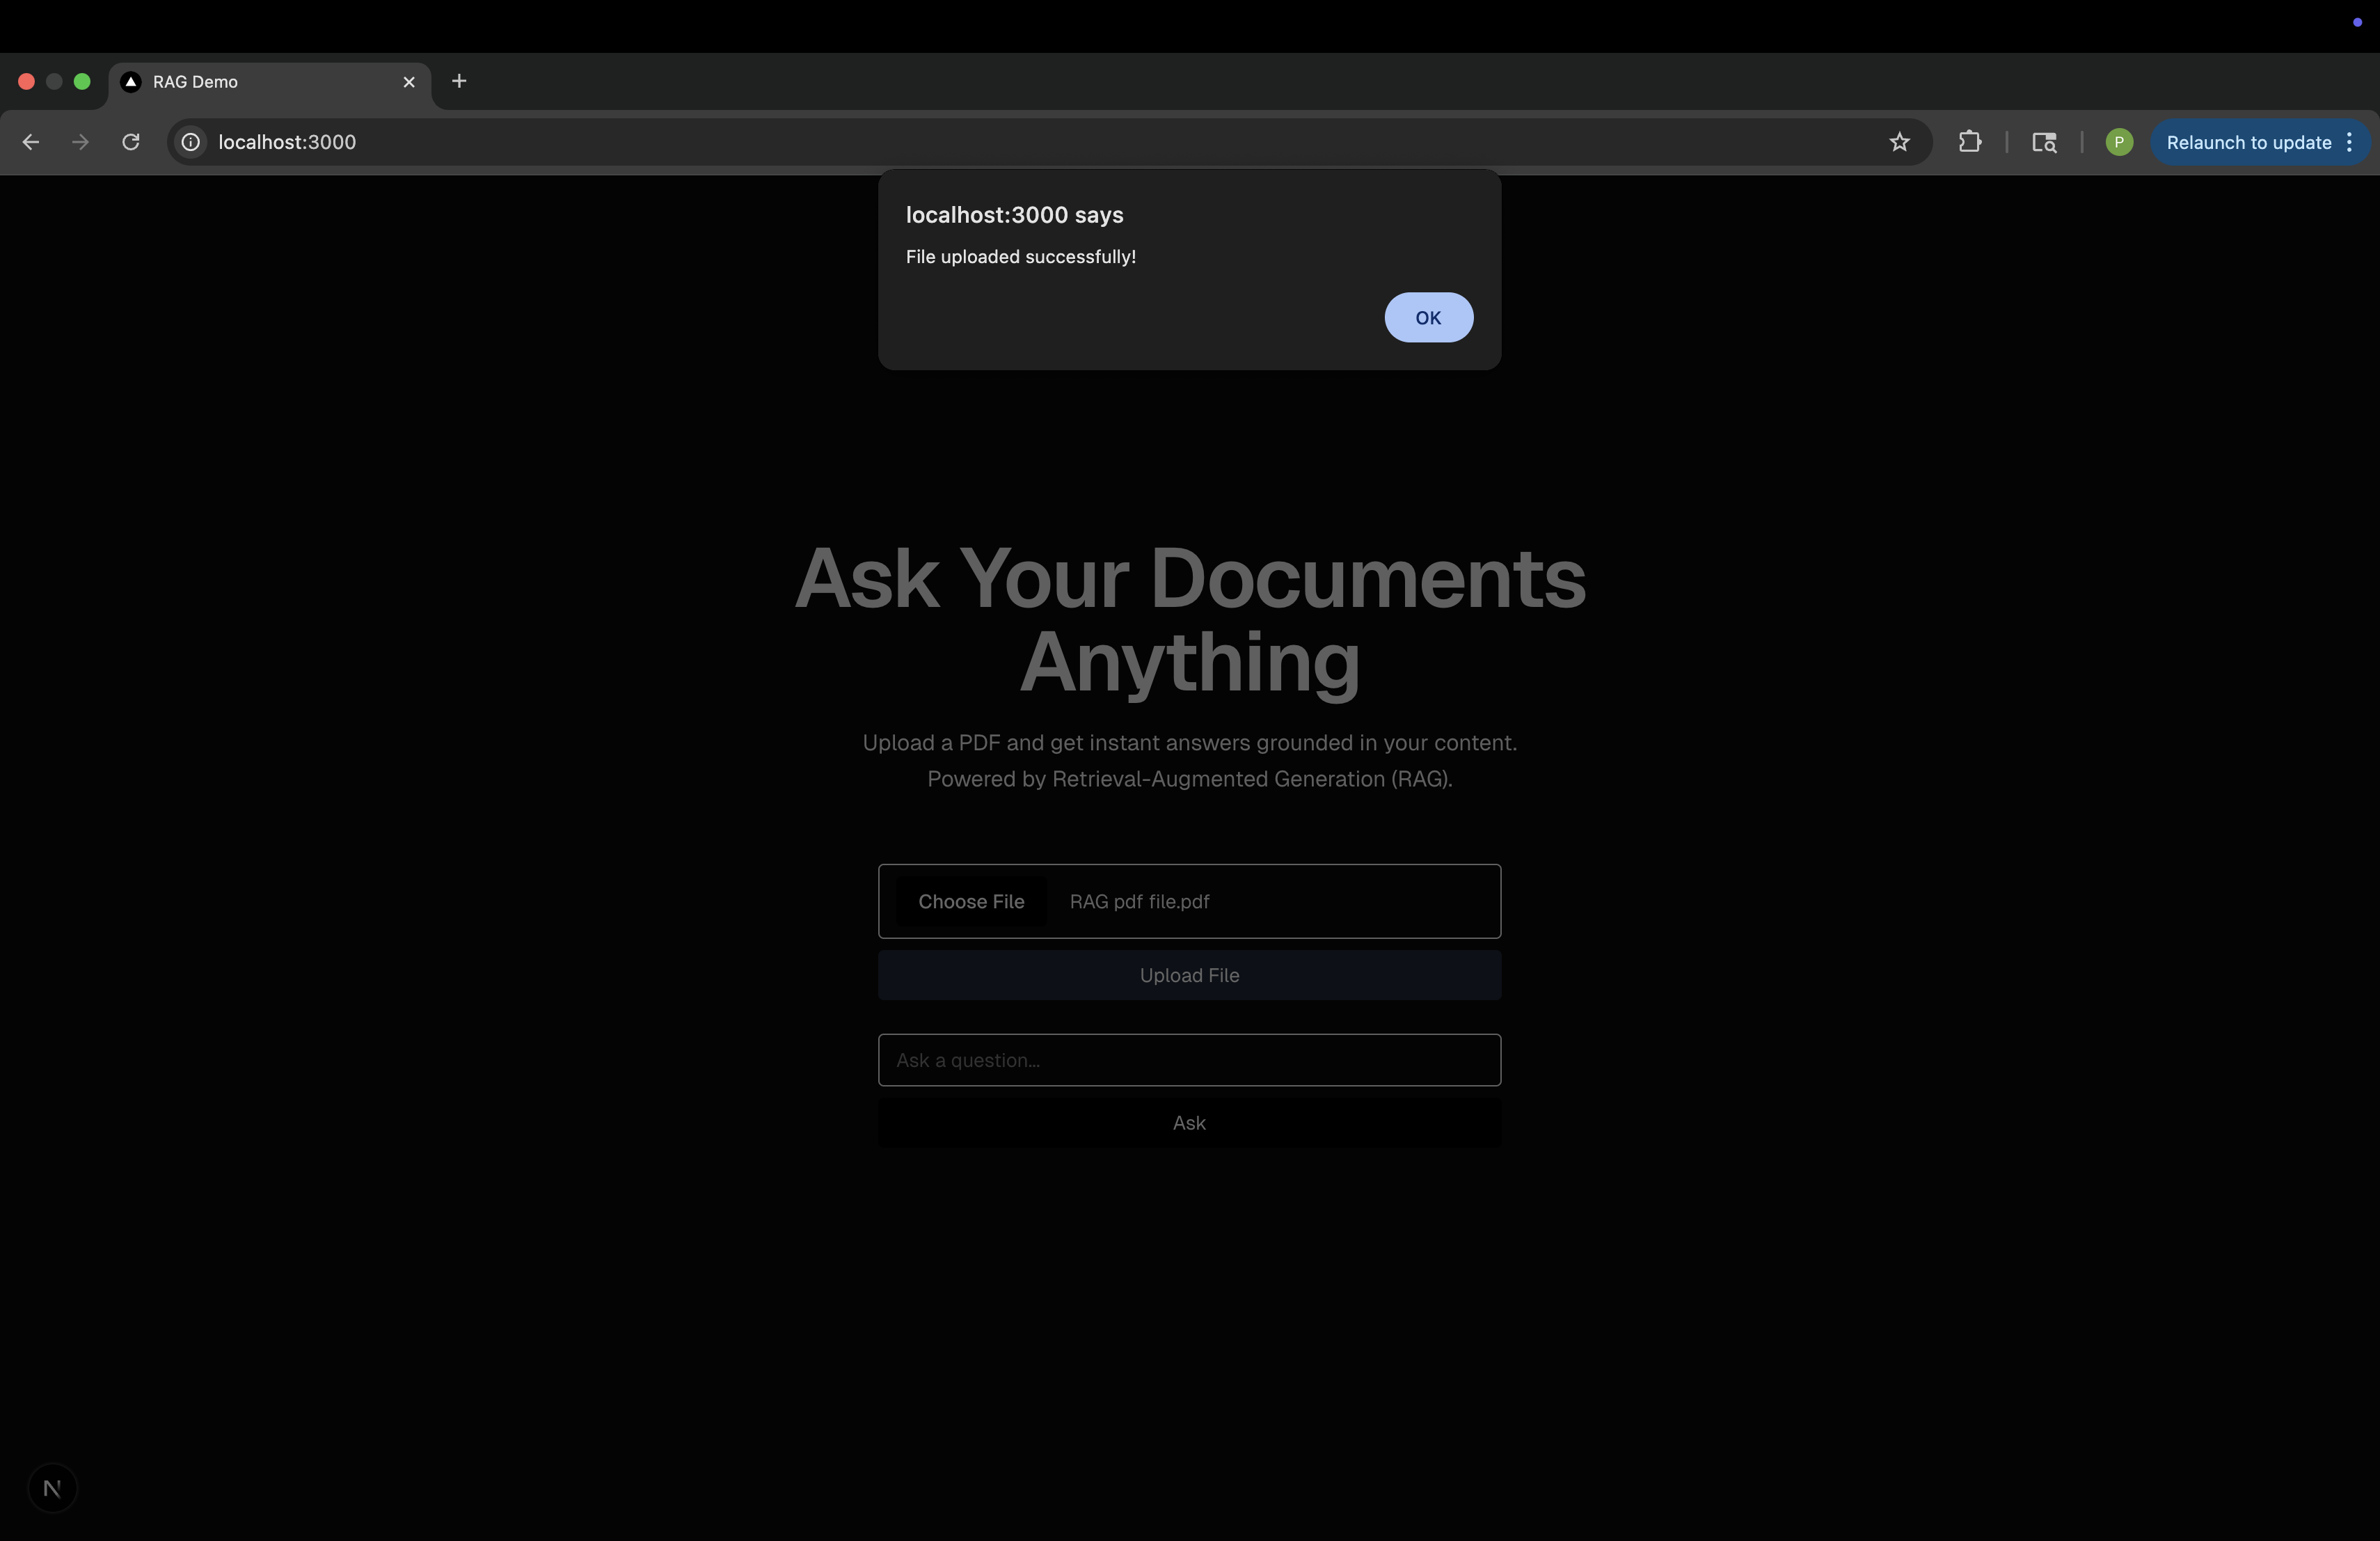 RAG Demo
localhost:3000
P
Relaunch to update
localhost:3000 says
File uploaded successfully!
OK
Ask Your Documents
Anything
Upload a PDF and get instant answers grounded in your content.
Powered by Retrieval-Augmented Generation (RAG).
Choose File
RAG pdf file.pdf
Upload File
Ask a question...
Ask
N